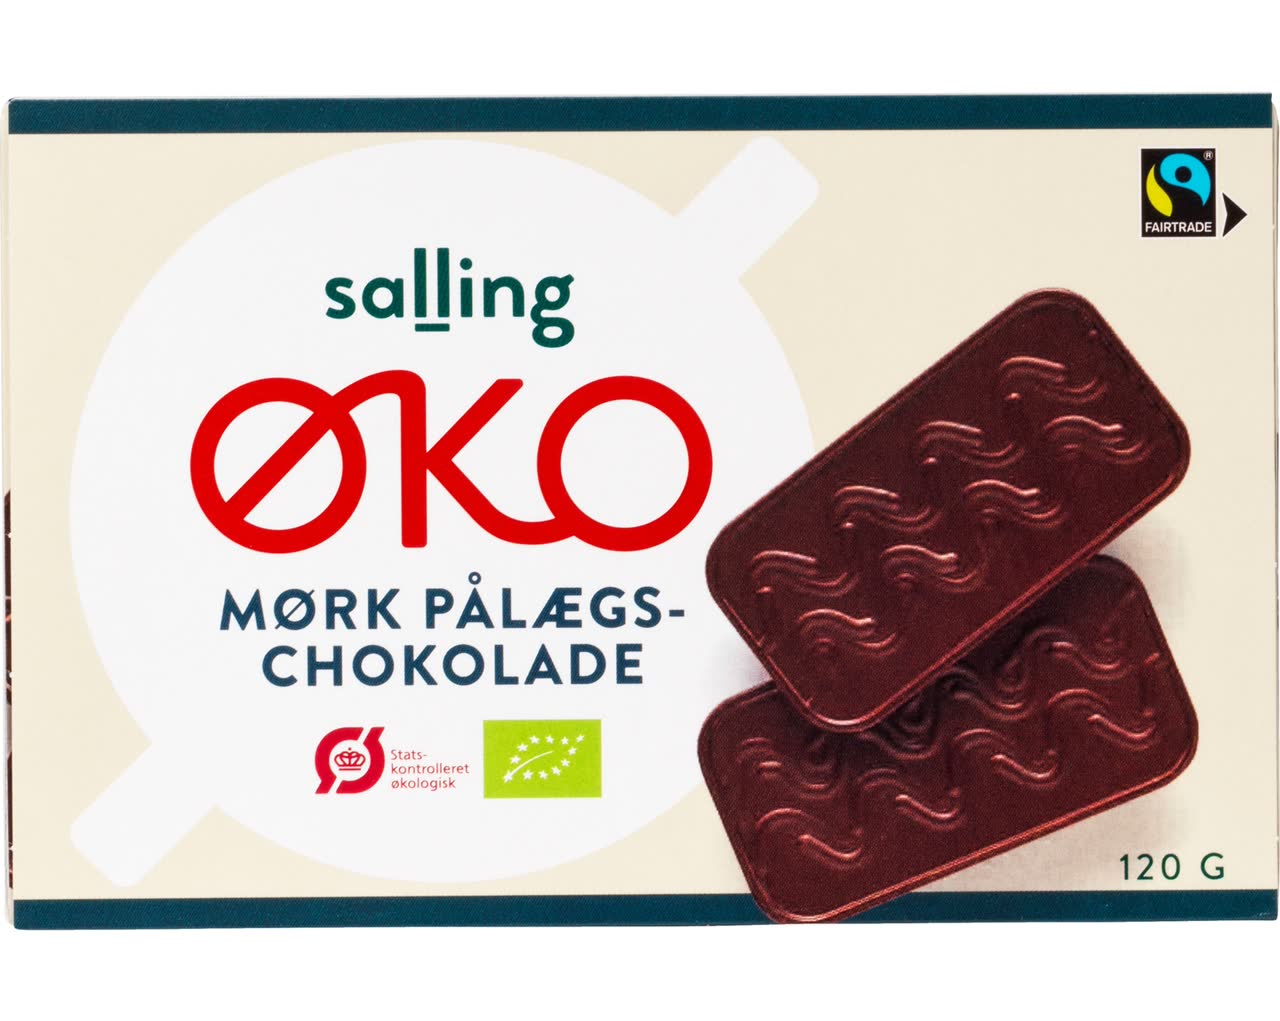 ®
FAIRTRADE
salling
ØKO
MØRK PÅLÆGS-
CHOKOLADE
Stats-
kontrolleret
økologisk
120 G